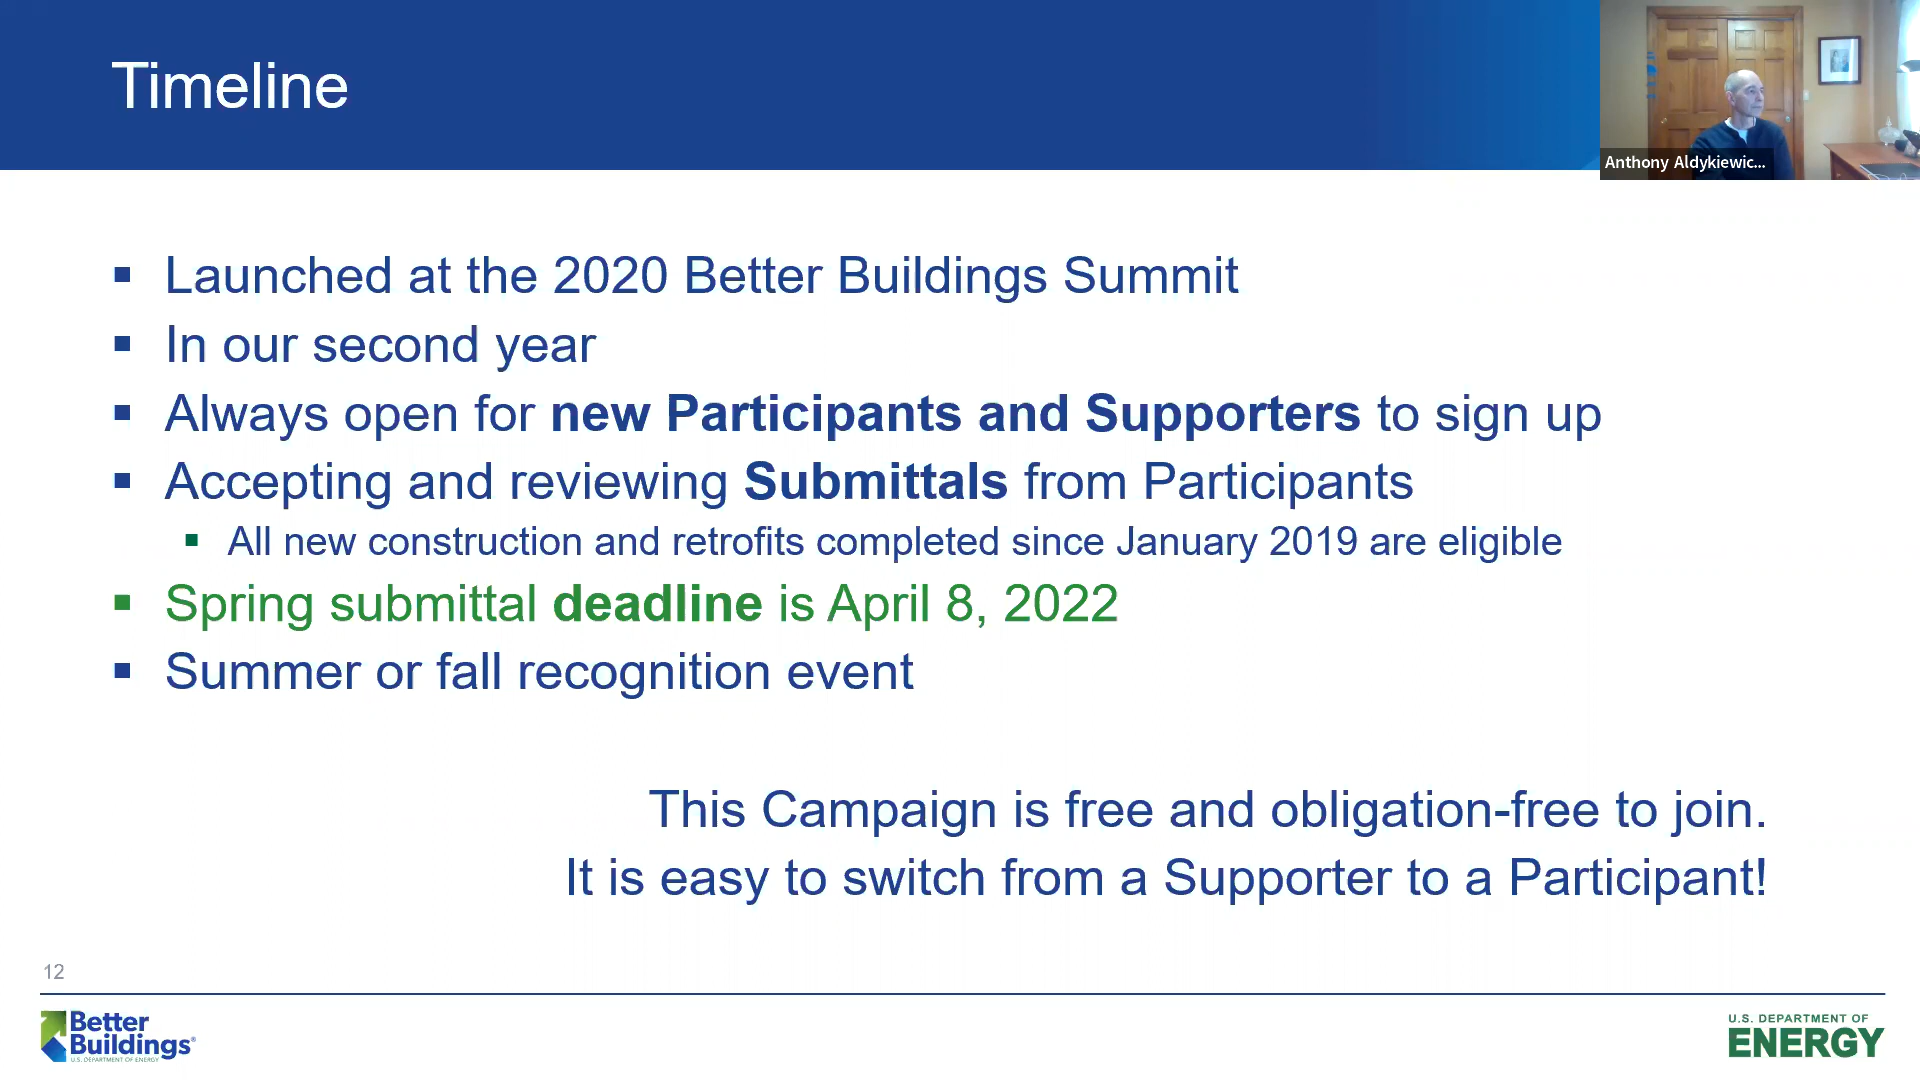 Timeline
Anthony Aldykiewic...
Launched at the 2020 Better Buildings Summit
In our second year
Always open for new Participants and Supporters to sign up
Accepting and reviewing Submittals from Participants
All new construction and retrofits completed since January 2019 are eligible
Spring submittal deadline is April 8, 2022
Summer or fall recognition event
This Campaign is free and obligation-free to join.
It is easy to switch from a Supporter to a Participant!
12
Better
Buildings®
U.S. DEPARTMENT OF ENERGY
U.S. DEPARTMENT OF
ENERGY